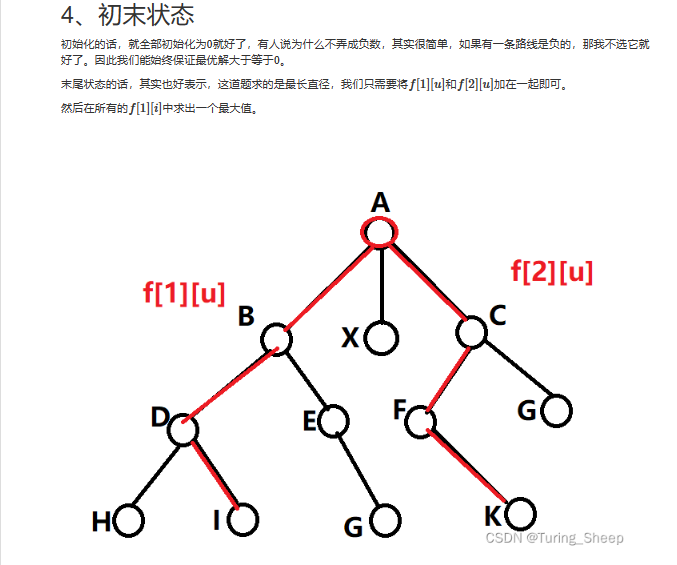 4、初末状态
初始化的话，就全部初始化为0就好了，有人说为什么不弄成负数，其实很简单，如果有一条路线是负的，那我不选它就
好了。因此我们能始终保证最优解大于等于0。
末尾状态的话，其实也好表示，这道题求的是最长直径，我们只需要将f[1][u]和f[2][u]加在一起即可。
然后在所有的f[1][i]中求出一个最大值。
A
f[2][u]
f[1][u]
B
X
C
D
E
F
G
H
I
G
K
CSDN @Turing_Sheep